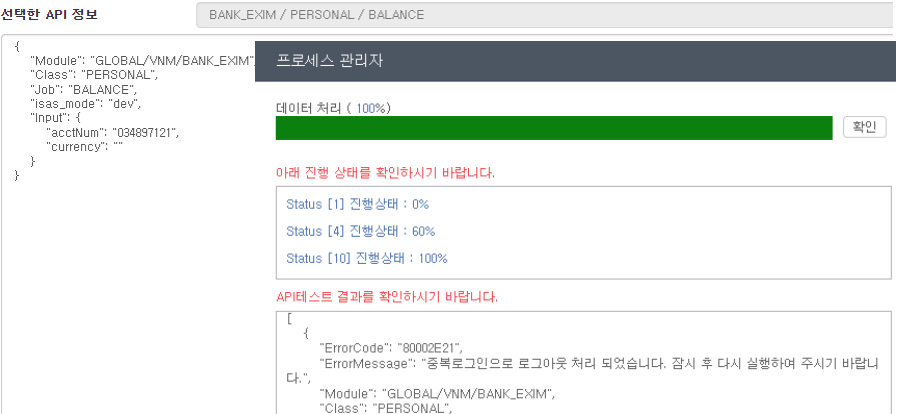 선택한 API 정보
BANK_EXIM / PERSONAL / BALANCE
{
"Module": "GLOBAL/VNM/BANK_EXIM",
"Class": "PERSONAL",
"Job": "BALANCE",
"isas_mode": "dev",
"Input": {
"acctNum": "034897121",
"currency": ""
}
}
프로세스 관리자
데이터 처리 ( 100%)
확인
아래 진행 상태를 확인하시기 바랍니다.
Status [1] 진행상태 : 0%
Status [4] 진행상태 : 60%
Status [10] 진행상태 : 100%
API테스트 결과를 확인하시기 바랍니다.
[
{
"ErrorCode": "80002E21",
"ErrorMessage": "중복로그인으로 로그아웃 처리 되었습니다. 잠시 후 다시 실행하여 주시기 바랍니
다.",
"Module": "GLOBAL/VNM/BANK_EXIM",
"Class": "PERSONAL",